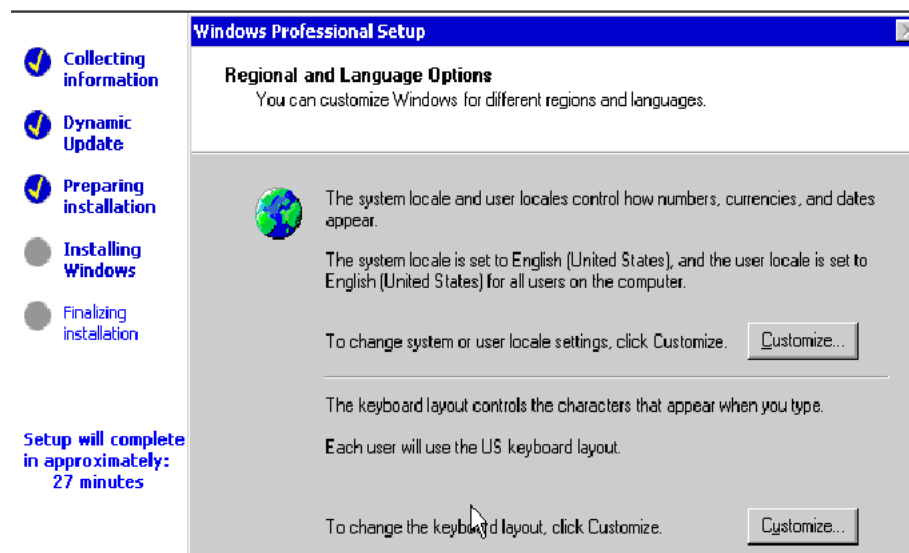 Windows Professional Setup
Collecting
information
Dynamic
Update
Preparing
installation
Installing
Windows
Finalizing
installation
Setup will complete
in approximately:
27 minutes
Regional and Language Options
You can customize Windows for different regions and languages.
The system locale and user locales control how numbers, currencies, and dates
appear.
The system locale is set to English (United States), and the user locale is set to
English (United States) for all users on the computer.
To change system or user locale settings, click Customize.
Customize...
The keyboard layout controls the characters that appear when you type.
Each user will use the US keyboard layout.
To change the keyboard layout, click Customize.
Customize...